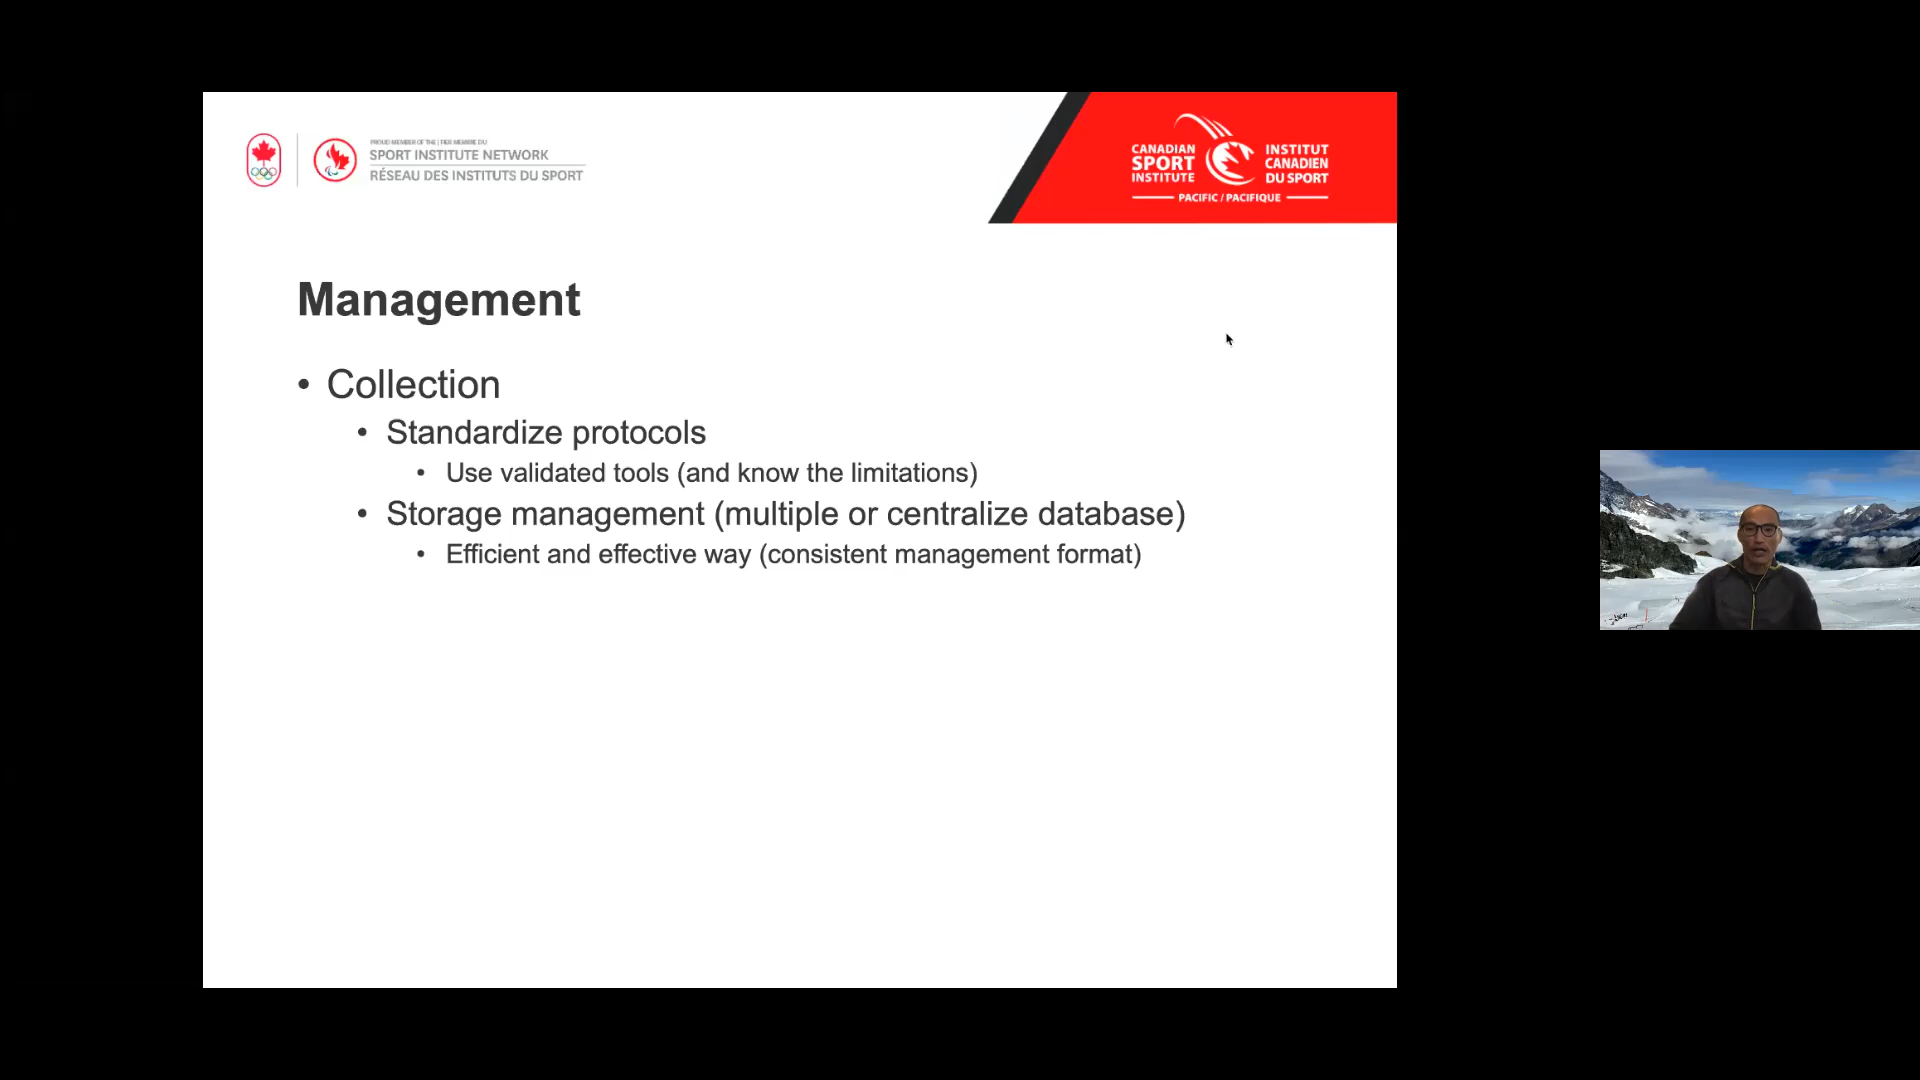 PROUD MEMBER OF THE | FIER MEMBRE DU
SPORT INSTITUTE NETWORK
RÉSEAU DES INSTITUTS DU SPORT
CANADIAN
SPORT
INSTITUTE
INSTITUT
CANADIEN
DU SPORT
PACIFIC / PACIFIQUE
Management
• Collection
• Standardize protocols
• Use validated tools (and know the limitations)
• Storage management (multiple or centralize database)
• Efficient and effective way (consistent management format)